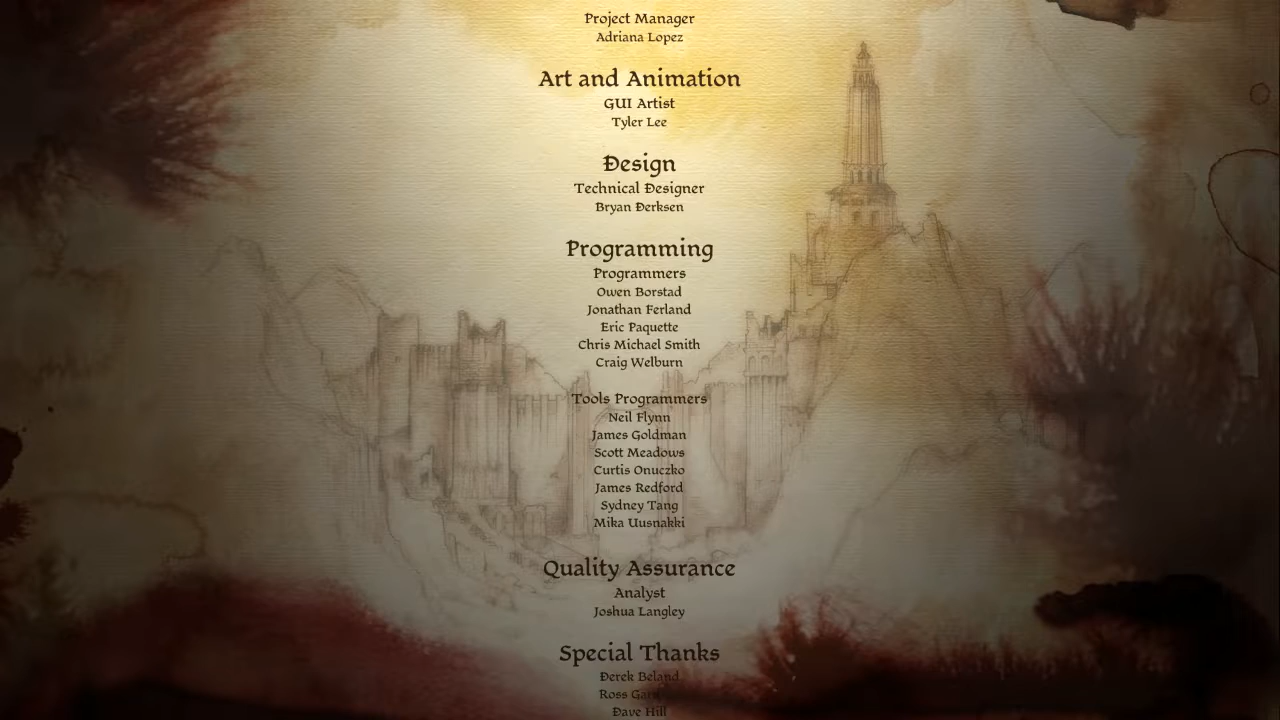 Project Manager
Adriana Lopez
Art and Animation
GUI Artist
Tyler Lee
Design
Technical Designer
Bryan Derksen
Programming
Programmers
Owen Borstad
Jonathan Ferland
Eric Paquette
Chris Michael Smith
Craig Welburn
Tools Programmers
Neil Flynn
James Goldman
Scott Meadows
Curtis Onuczko
James Redford
Sydney Tang
Mika Uusnakki
Quality Assurance
Analyst
Joshua Langley
Special Thanks
Derek Beland
Ross
Dave Hill